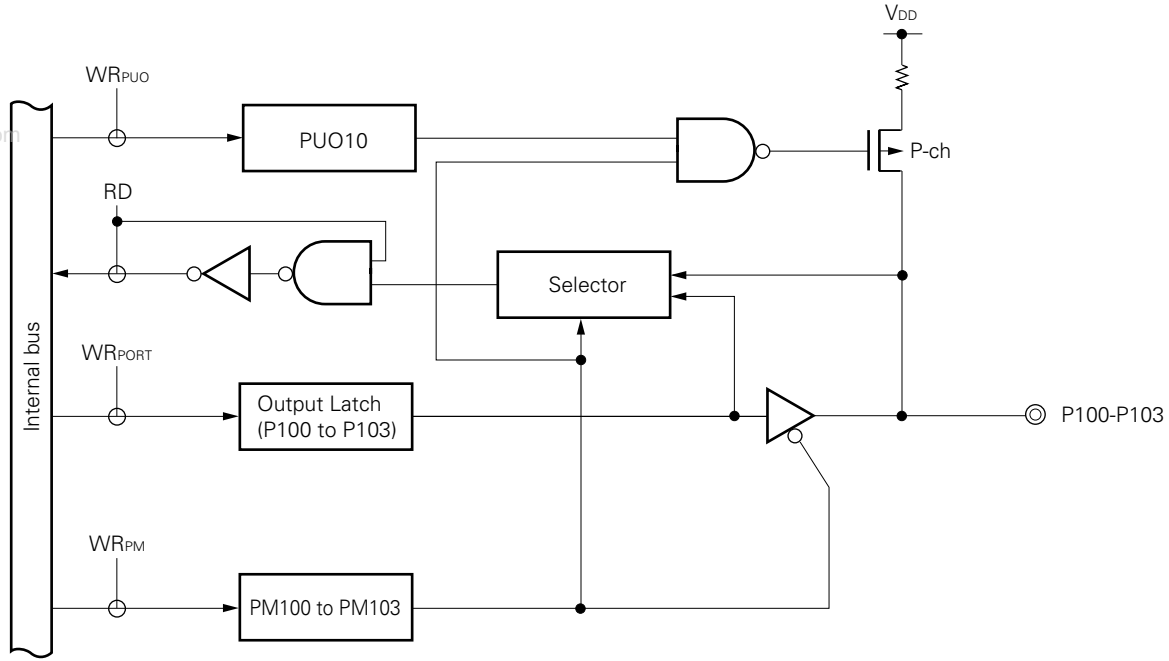 VDD
WRPUO
om
PUO10
P-ch
RD
Selector
Internal bus
WRPORT
Output Latch
(P100 to P103)
P100-P103
WRPM
PM100 to PM103